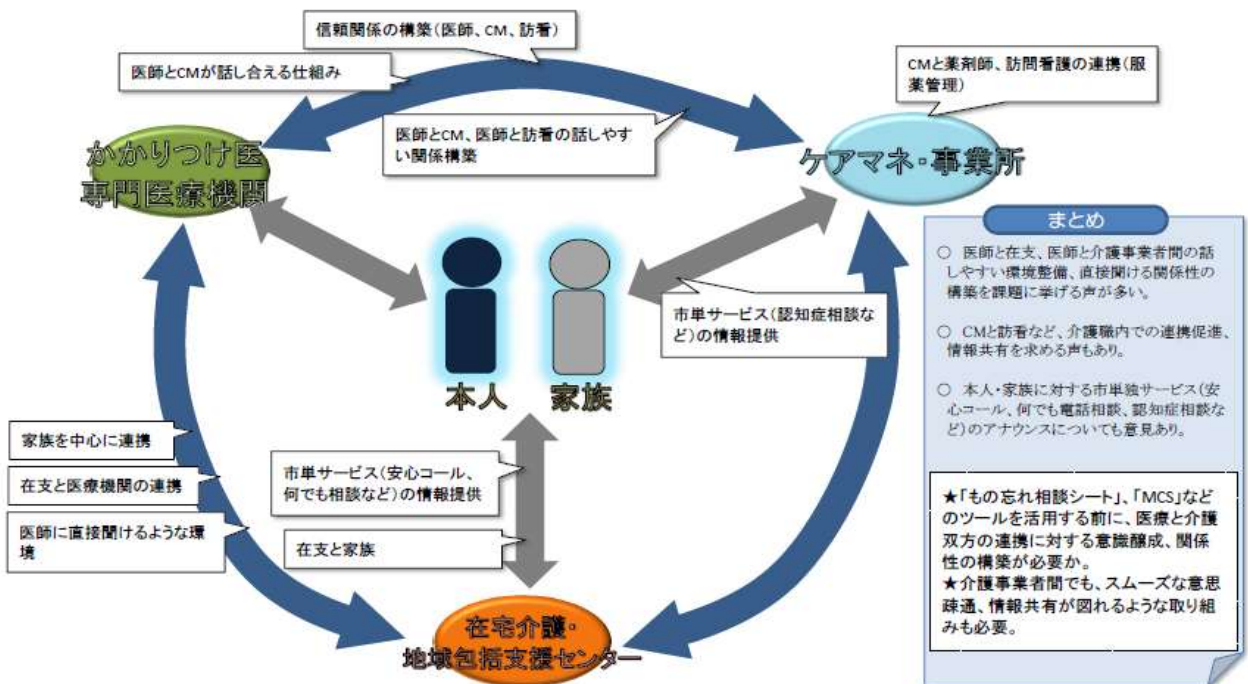 信頼関係の構築(医師、CM、訪看)
医師とCMが話し合える仕組み
CMと薬剤師、訪問看護の連携(服
薬管理)
医師とCM、医師と訪看の話しやす
い関係構築
かかりつけ医
専門医療機関
ケアマネ・事業所
市単サービス(認知症相談な
ど)の情報提供
本人
家族
家族を中心に連携
在支と医療機関の連携
医師に直接聞けるような環
境
市単サービス(安心コール、
何でも相談など)の情報提供
在支と家族
在宅介護・
地域包括支援センター
まとめ
○ 医師と在支、医師と介護事業者間の話
しやすい環境整備、直接聞ける関係性の
構築を課題に挙げる声が多い。
○ CMと訪看など、介護職内での連携促進、
情報共有を求める声もあり。
○ 本人・家族に対する市単独サービス(安
心コール、何でも電話相談、認知症相談な
ど)のアナウンスについても意見あり。
★「もの忘れ相談シート」、「MCS」など
のツールを活用する前に、医療と介護
双方の連携に対する意識醸成、関係
性の構築が必要か。
★介護事業者間でも、スムーズな意思
疎通、情報共有が図れるような取り組
みも必要。